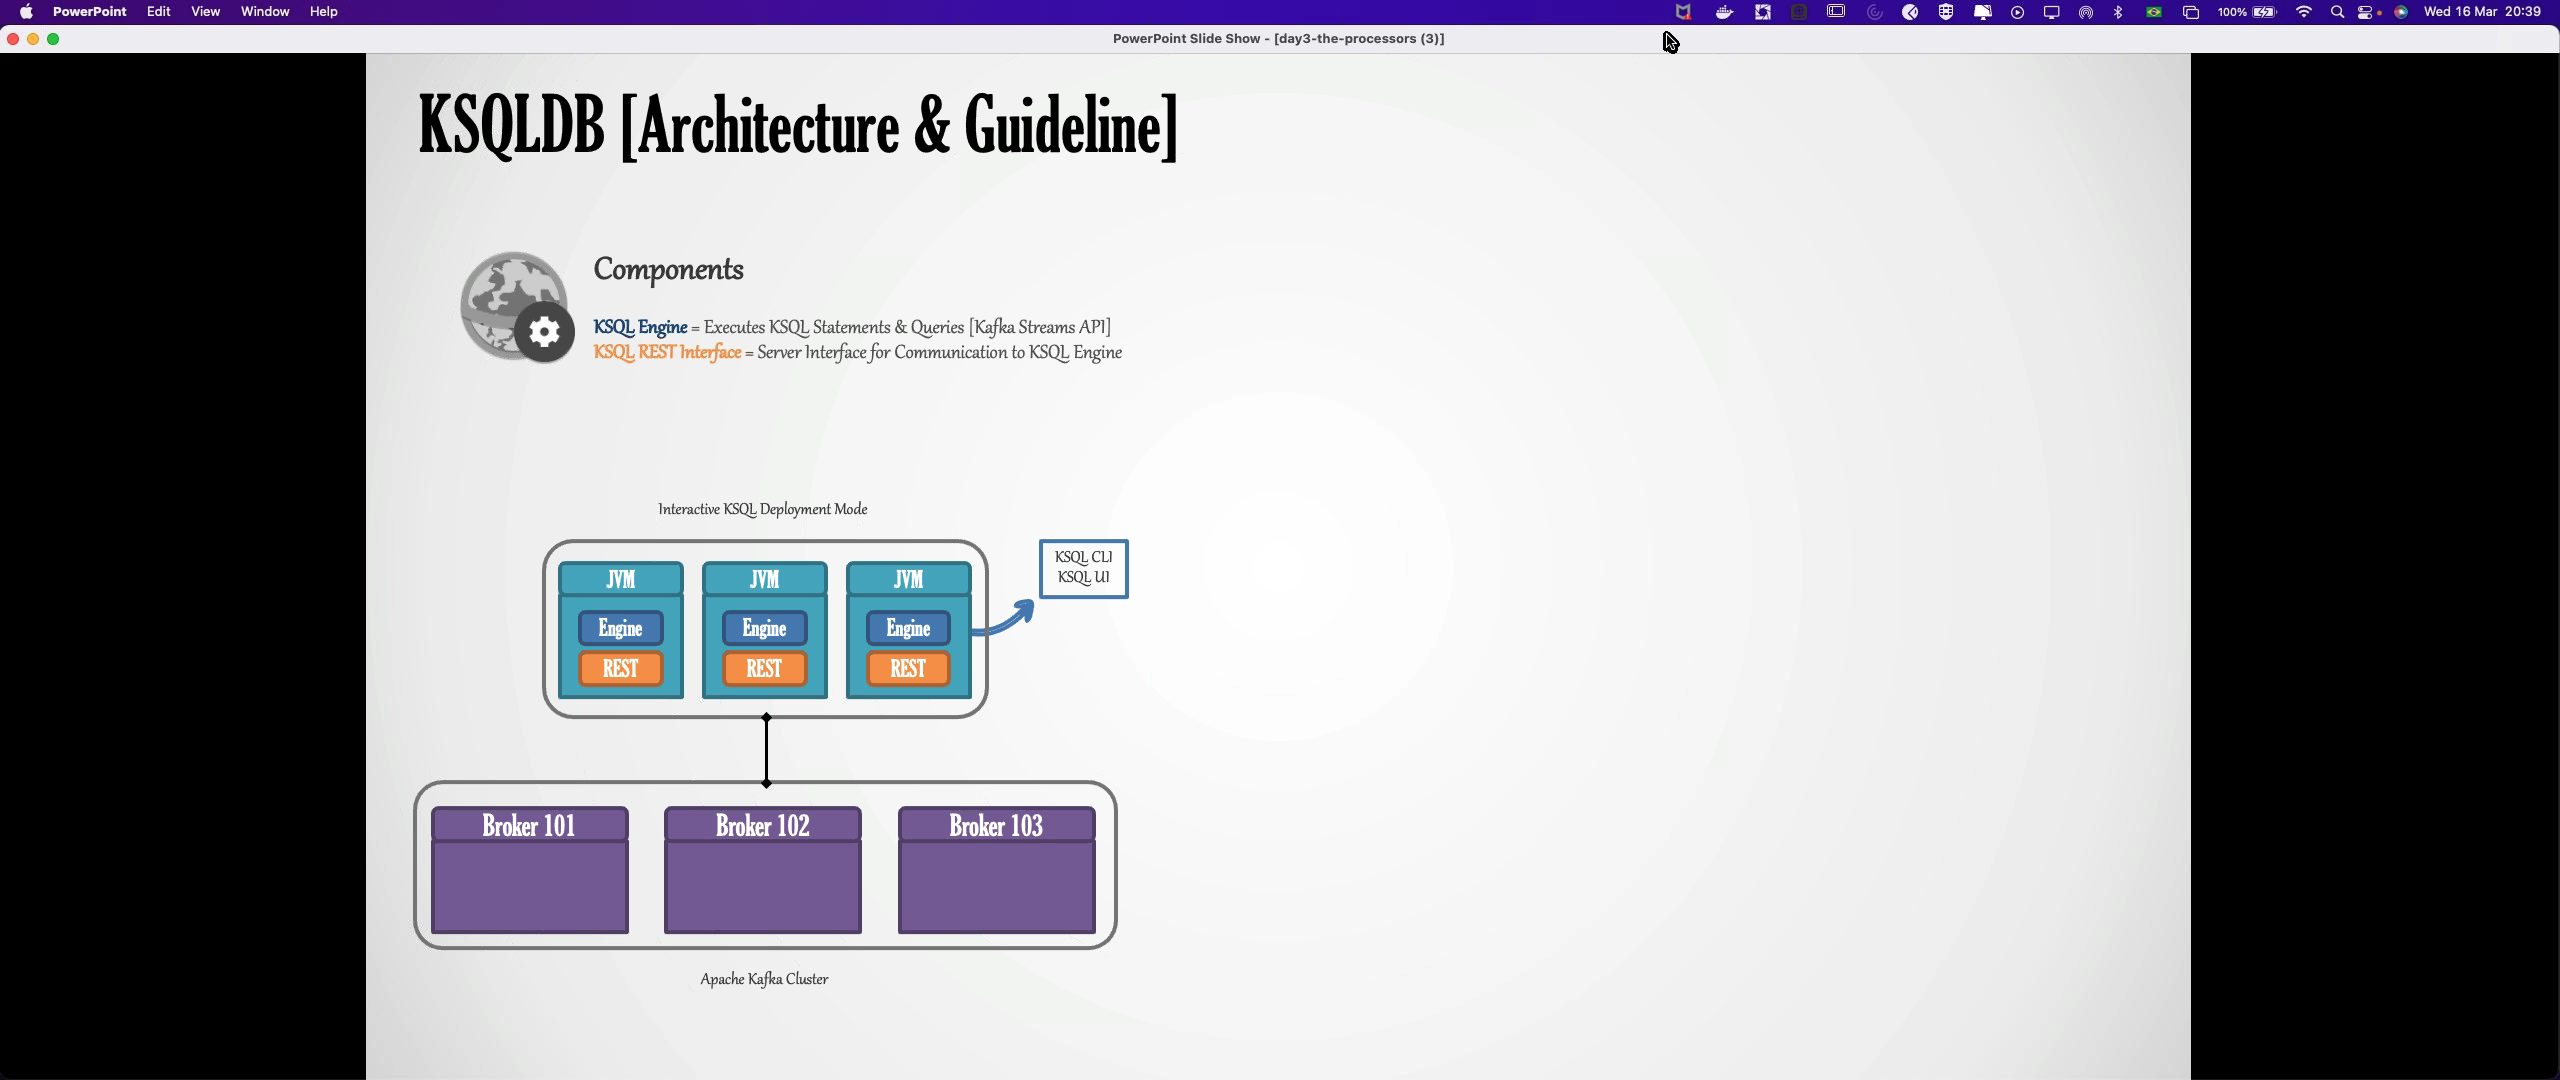 PowerPoint Edit View Window Help
100% Wed 16 Mar 20:39
PowerPoint Slide Show - [day3-the-processors (3)]
KSQLDB [Architecture & Guideline]
Components
KSQL Engine = Executes KSQL Statements & Queries [Kafka Streams API]
KSQL REST Interface = Server Interface for Communication to KSQL Engine
Interactive KSQL Deployment Mode
KSQL CLI
KSQL UI
JVM JVM JVM
Engine Engine Engine
REST REST REST
Broker 101 Broker 102 Broker 103
Apache Kafka Cluster